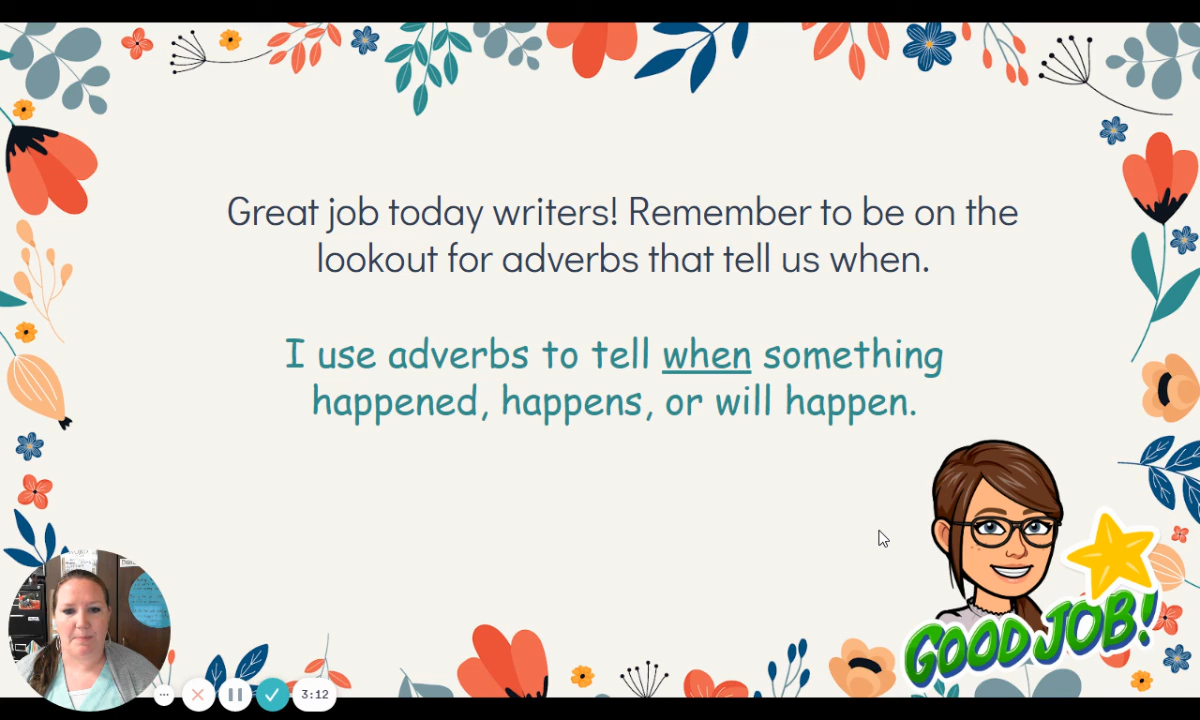 Great job today writers! Remember to be on the
lookout for adverbs that tell us when.
I use adverbs to tell when something
happened, happens, or will happen.
GOOD JOB!
3:12